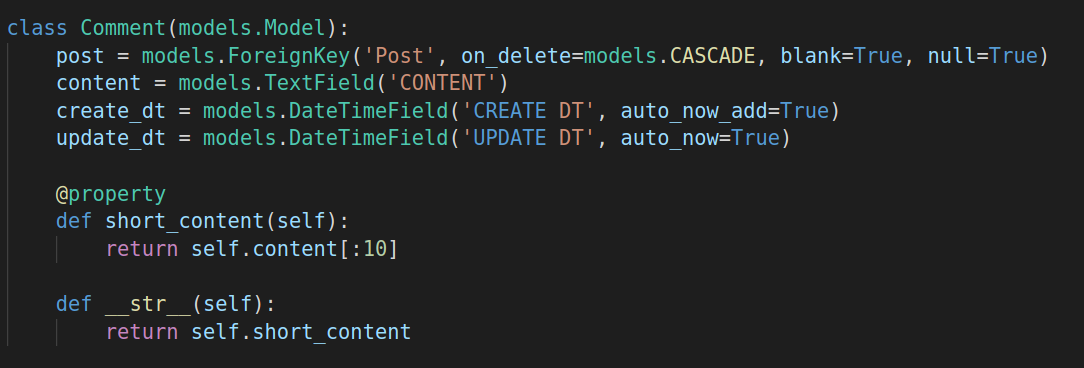 class Comment(models.Model):
    post = models.ForeignKey('Post', on_delete=models.CASCADE, blank=True, null=True)
    content = models.TextField('CONTENT')
    create_dt = models.DateTimeField('CREATE DT', auto_now_add=True)
    update_dt = models.DateTimeField('UPDATE DT', auto_now=True)

    @property
    def short_content(self):
        return self.content[:10]

    def __str__(self):
        return self.short_content